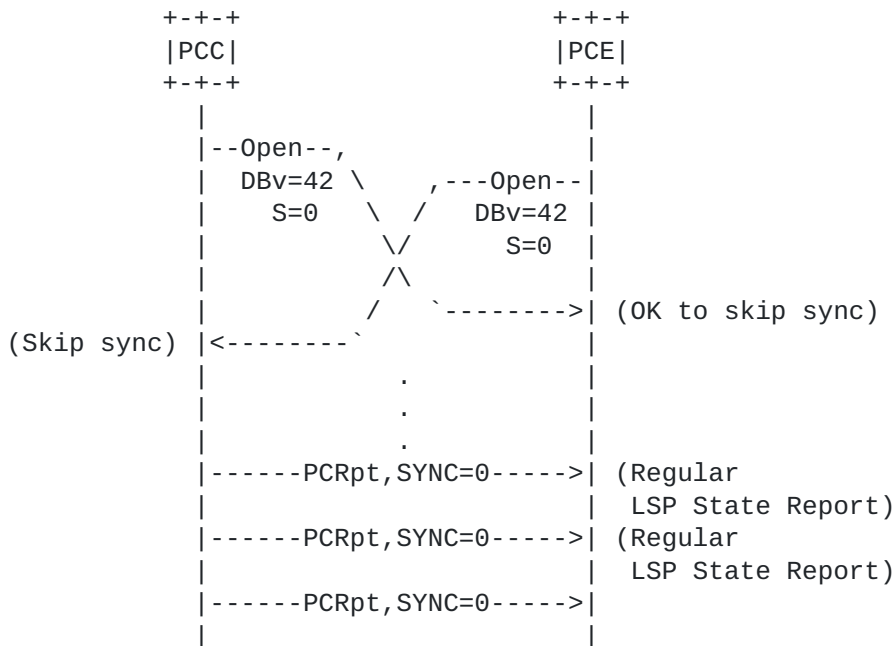 +-+-+                    +-+-+
|PCC|                    |PCE|
+-+-+                    +-+-+
  |                        |
  |--Open--,               |
  |  DBv=42 \    ,---Open--|
  |    S=0   \  /   DBv=42 |
  |           \/      S=0  |
  |           /\           |
  |          /   `-------->| (OK to skip sync)
(Skip sync) |<--------`              |
  |            .           |
  |            .           |
  |            .           |
  |------PCRpt,SYNC=0----->| (Regular
  |                        |  LSP State Report)
  |------PCRpt,SYNC=0----->| (Regular
  |                        |  LSP State Report)
  |------PCRpt,SYNC=0----->|
  |                        |